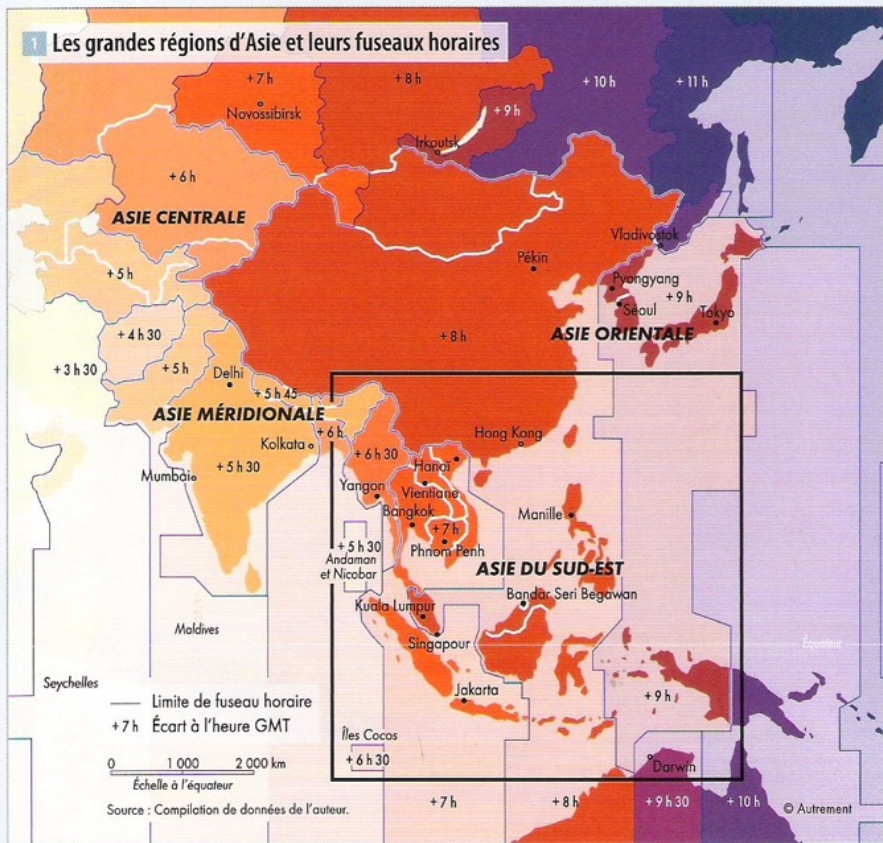 1 Les grandes régions d'Asie et leurs fuseaux horaires
+7 h
Novossibirsk
+8 h
+9 h
Irkoutsk
+10 h
+11 h
+6 h
ASIE CENTRALE
+5 h
Vladivostok
Pékin
Pyongyang
Séoul
+9 h
Tokyo
ASIE ORIENTALE
+3 h 30
+4 h 30
+5 h
+8 h
Delhi
+5 h 45
ASIE MÉRIDIONALE
Kolkata
+6 h
Mumbai
+5 h 30
+6 h 30
Yangon
Hong Kong
Hanoï
Vientiane
Bangkok
+7 h
Phnom Penh
Manille
+5 h 30
Andaman
et Nicobar
ASIE DU SUD-EST
Bandar Seri Begawan
Kuala Lumpur
Singapour
Maldives
Équateur
Seychelles
Jakarta
+9 h
Limite de fuseau horaire
+7 h Écart à l'heure GMT
Îles Cocos
+6 h 30
0 1 000 2 000 km
Échelle à l'équateur
Darwin
+7 h
+8 h
+9 h 30
+10 h
Source : Compilation de données de l'auteur.
© Autrement